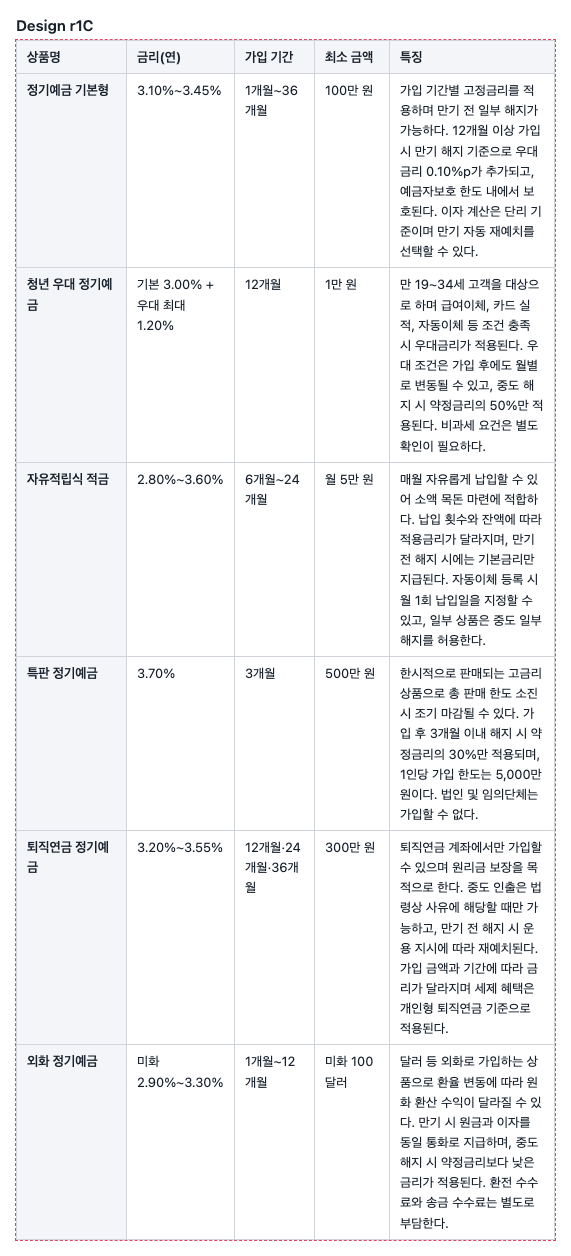 Design r1C
상품명 금리(연) 가입 기간 최소 금액 특징
정기예금 기본형
3.10%~3.45%
1개월~36
개월
100만 원
가입 기간별 고정금리를 적
용하며 만기 전 일부 해지가
가능하다. 12개월 이상 가입
시 만기 해지 기준으로 우대
금리 0.10%p가 추가되고,
예금자보호 한도 내에서 보
호된다. 이자 계산은 단리 기
준이며 만기 자동 재예치를
선택할 수 있다.
청년 우대 정기예
금
기본 3.00% +
우대 최대
1.20%
12개월
1만 원
만 19~34세 고객을 대상으
로 하며 급여이체, 카드 실
적, 자동이체 등 조건 충족
시 우대금리가 적용된다. 우
대 조건은 가입 후에도 월별
로 변동될 수 있고, 중도 해
지 시 약정금리의 50%만 적
용된다. 비과세 요건은 별도
확인이 필요하다.
자유적립식 적금
2.80%~3.60%
6개월~24
개월
월 5만 원
매월 자유롭게 납입할 수 있
어 소액 목돈 마련에 적합하
다. 납입 횟수와 잔액에 따라
적용금리가 달라지며, 만기
전 해지 시에는 기본금리만
지급된다. 자동이체 등록 시
월 1회 납입일을 지정할 수
있고, 일부 상품은 중도 일부
해지를 허용한다.
특판 정기예금
3.70%
3개월
500만 원
한시적으로 판매되는 고금리
상품으로 총 판매 한도 소진
시 조기 마감될 수 있다. 가
입 후 3개월 이내 해지 시 약
정금리의 30%만 적용되며,
1인당 가입 한도는 5,000만
원이다. 법인 및 임의단체는
가입할 수 없다.
퇴직연금 정기예
금
3.20%~3.55%
12개월·24
개월·36개
월
300만 원
퇴직연금 계좌에서만 가입할
수 있으며 원리금 보장을 목
적으로 한다. 중도 인출은 법
령상 사유에 해당할 때만 가
능하고, 만기 전 해지 시 운
용 지시에 따라 재예치된다.
가입 금액과 기간에 따라 금
리가 달라지며 세제 혜택은
개인형 퇴직연금 기준으로
적용된다.
외화 정기예금
미화
2.90%~3.30%
1개월~12
개월
미화 100
달러
달러 등 외화로 가입하는 상
품으로 환율 변동에 따라 원
화 환산 수익이 달라질 수 있
다. 만기 시 원금과 이자를
동일 통화로 지급하며, 중도
해지 시 약정금리보다 낮은
금리가 적용된다. 환전 수수
료와 송금 수수료는 별도로
부담한다.